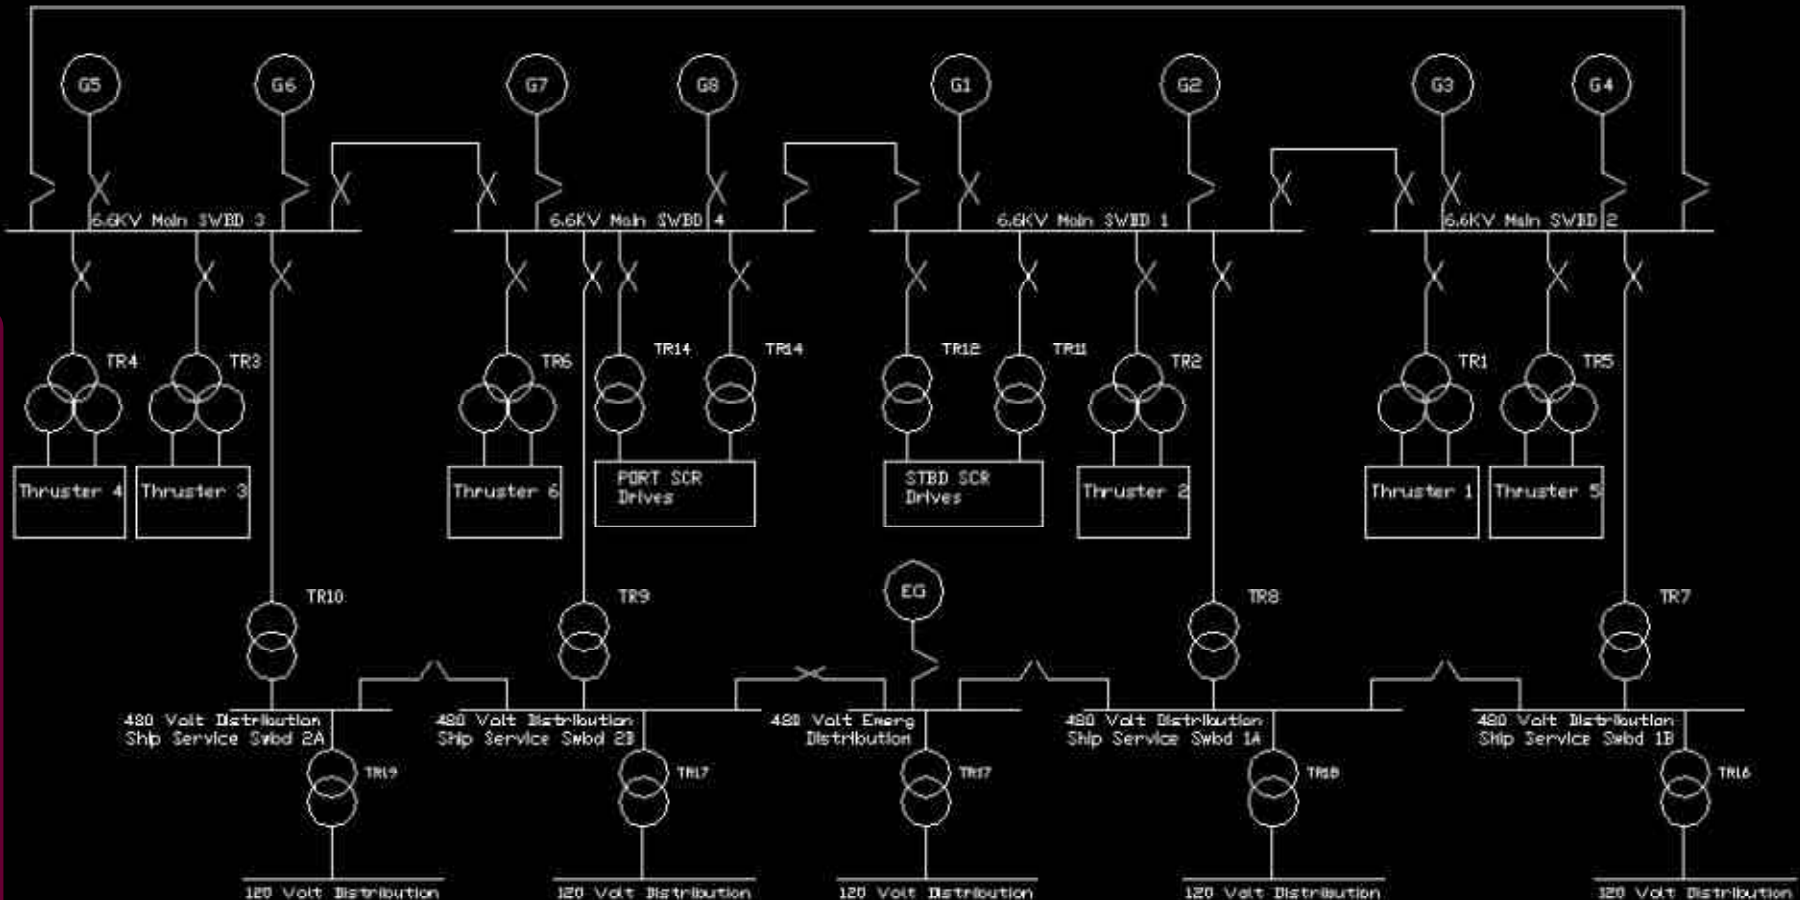 G5
G6
G7
G8
G1
G2
G3
G4
6.6KV Main SWBD 3
6.6KV Main SWBD 4
6.6KV Main SWBD 1
6.6KV Main SWBD 2
TR4
TR3
TR6
TR14
TR14
TR12
TR11
TR2
TR1
TR5
Thruster 4
Thruster 3
Thruster 6
PORT SCR
Drives
STBD SCR
Drives
Thruster 2
Thruster 1
Thruster 5
EG
TR10
TR9
TR8
TR7
480 Volt Distribution
Ship Service Swbd 2A
480 Volt Distribution
Ship Service Swbd 2B
480 Volt Emerg
Distribution
480 Volt Distribution
Ship Service Swbd 1A
480 Volt Distribution
Ship Service Swbd 1B
TR19
TR17
TR17
TR18
TR16
120 Volt Distribution
120 Volt Distribution
120 Volt Distribution
120 Volt Distribution
120 Volt Distribution